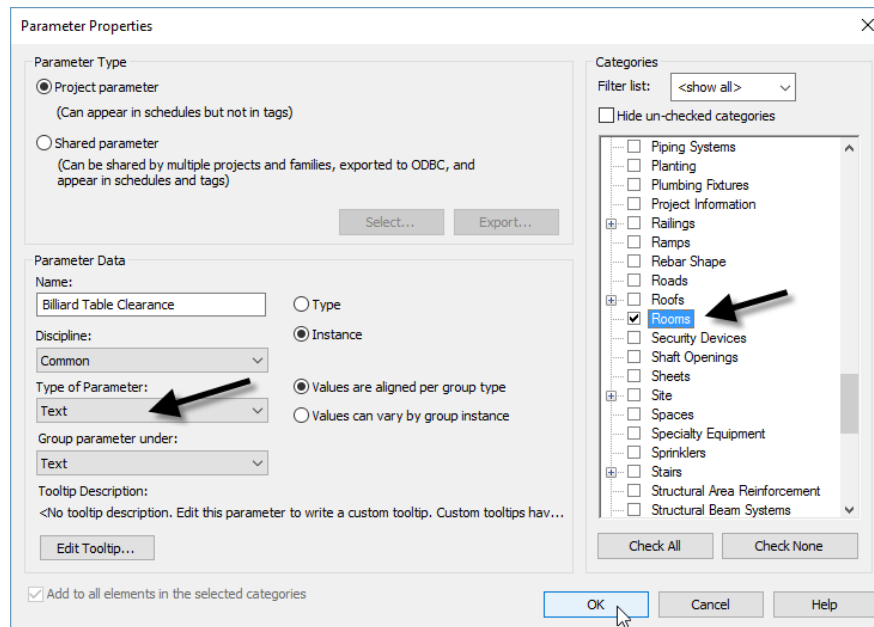 Parameter Properties
Parameter Type
Project parameter
(Can appear in schedules but not in tags)
Shared parameter
(Can be shared by multiple projects and families, exported to ODBC, and
appear in schedules and tags)
Select...
Export...
Parameter Data
Name:
Billiard Table Clearance
Type
Discipline:
Instance
Common
Type of Parameter:
Values are aligned per group type
Text
Values can vary by group instance
Group parameter under:
Text
Tooltip Description:
<No tooltip description. Edit this parameter to write a custom tooltip. Custom tooltips hav...
Edit Tooltip...
Add to all elements in the selected categories
Categories
Filter list:
<show all>
Hide un-checked categories
Piping Systems
Planting
Plumbing Fixtures
Project Information
Railings
Ramps
Rebar Shape
Roads
Roofs
Rooms
Security Devices
Shaft Openings
Sheets
Site
Spaces
Specialty Equipment
Sprinklers
Stairs
Structural Area Reinforcement
Structural Beam Systems
Check All
Check None
OK
Cancel
Help